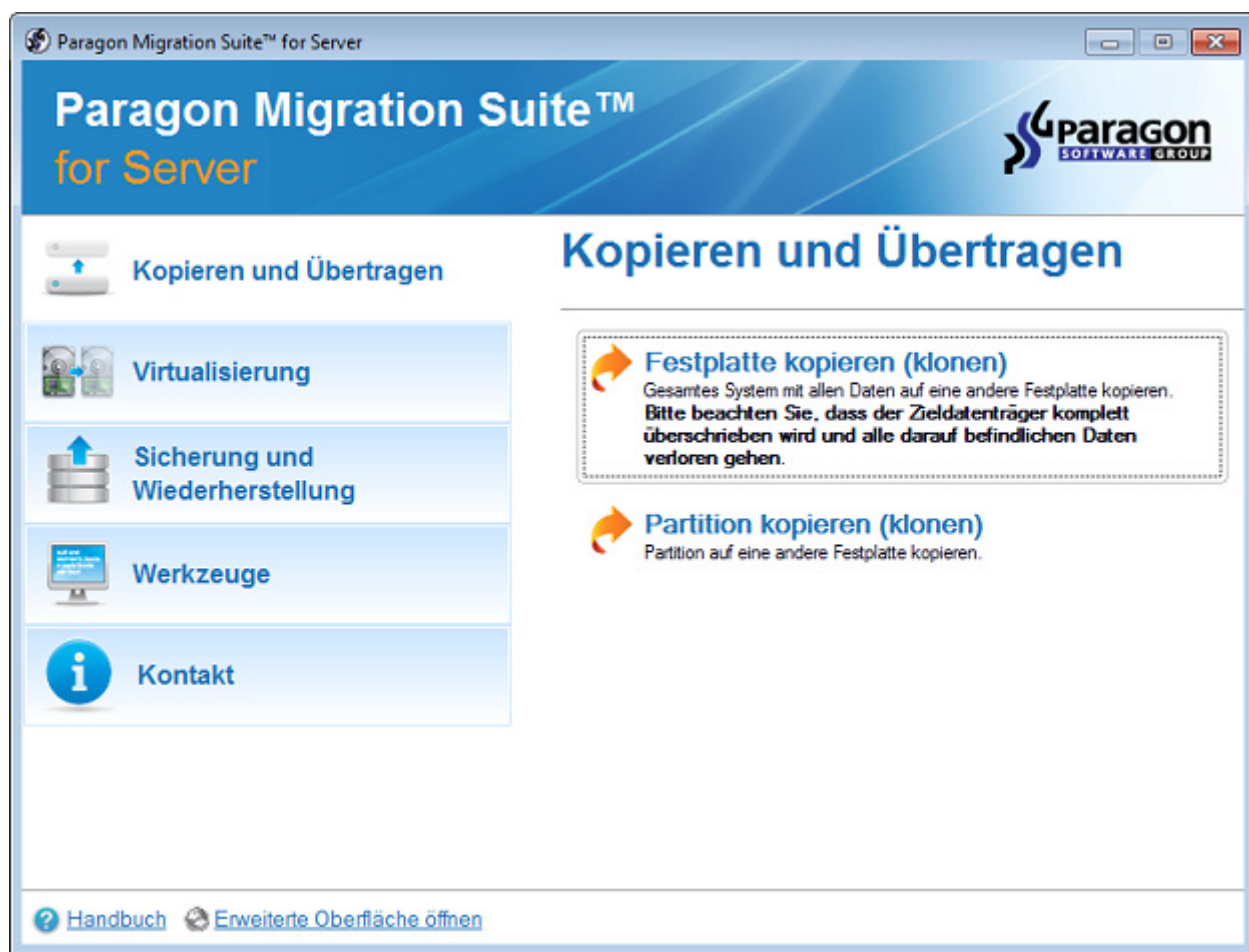 Paragon Migration Suite™ for Server
Paragon Migration Suite™
for Server
Paragon
SOFTWARE GROUP
Kopieren und Übertragen
Virtualisierung
Sicherung und
Wiederherstellung
Werkzeuge
Kontakt
Kopieren und Übertragen
Festplatte kopieren (klonen)
Gesamtes System mit allen Daten auf eine andere Festplatte kopieren.
Bitte beachten Sie, dass der Zieldatenträger komplett
überschrieben wird und alle darauf befindlichen Daten
verloren gehen.
Partition kopieren (klonen)
Partition auf eine andere Festplatte kopieren.
Handbuch
Erweiterte Oberfläche öffnen